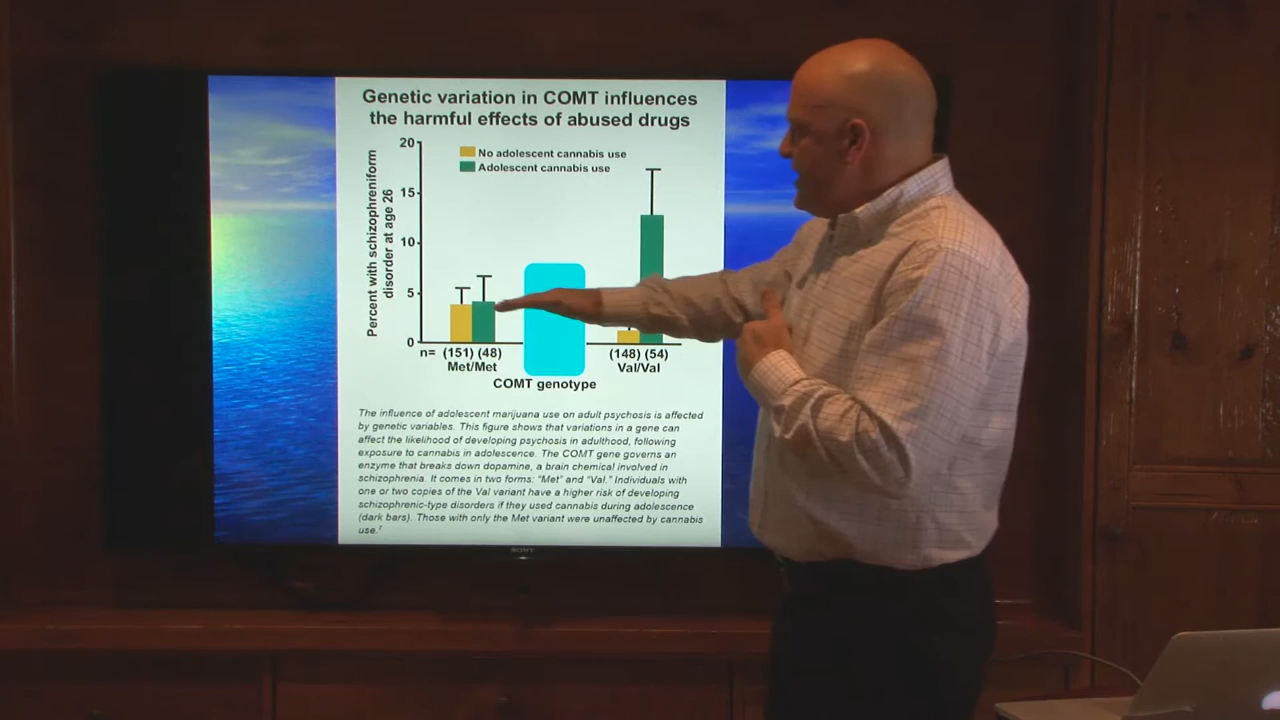 Genetic variation in COMT influences
the harmful effects of abused drugs
Percent with schizophreniform
disorder at age 26
20
15
10
5
0
No adolescent cannabis use
Adolescent cannabis use
n= (151) (48)
(148) (54)
Met/Met
Val/Val
COMT genotype
The influence of adolescent marijuana use on adult psychosis is affected
by genetic variables. This figure shows that variations in a gene can
affect the likelihood of developing psychosis in adulthood, following
exposure to cannabis in adolescence. The COMT gene governs an
enzyme that breaks down dopamine, a brain chemical involved in
schizophrenia. It comes in two forms: "Met" and "Val." Individuals with
one or two copies of the Val variant have a higher risk of developing
schizophrenic-type disorders if they used cannabis during adolescence
(dark bars). Those with only the Met variant were unaffected by cannabis
use.
SONY